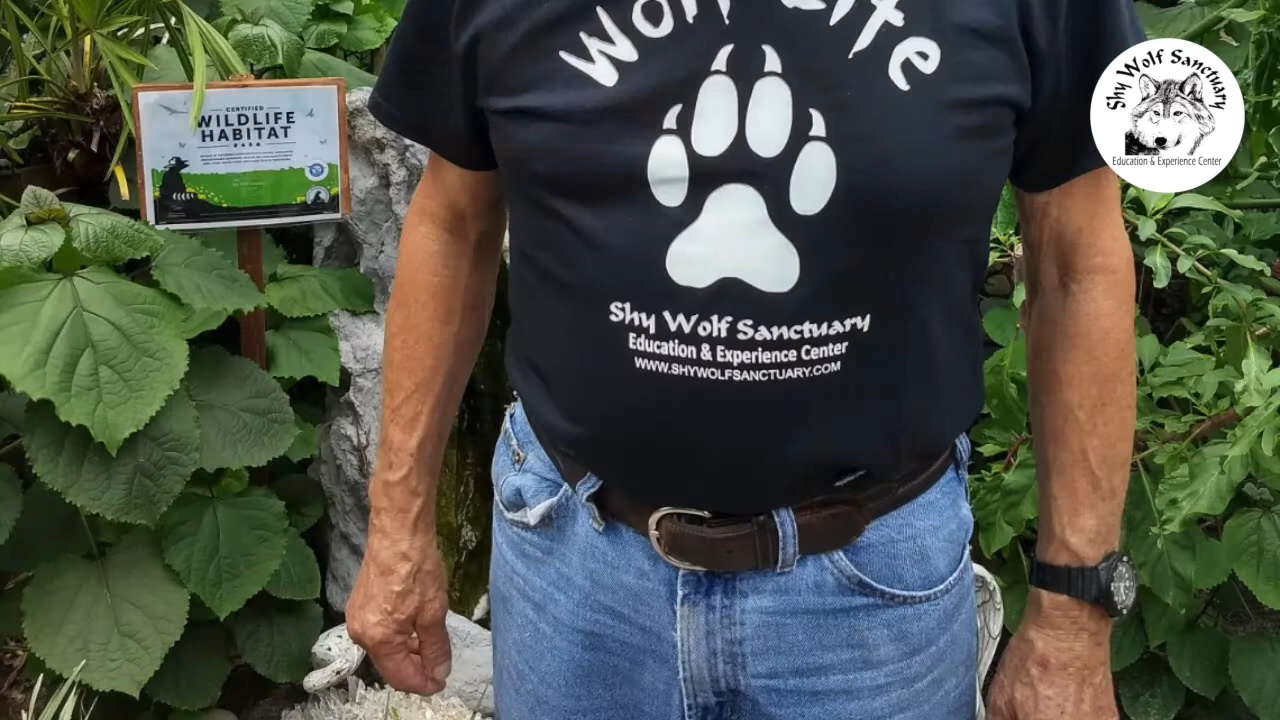 Wolf Life
Shy Wolf Sanctuary
Education & Experience Center
WWW.SHYWOLFSANCTUARY.COM
CERTIFIED
WILDLIFE
HABITAT
Shy Wolf Sanctuary
Education & Experience Center